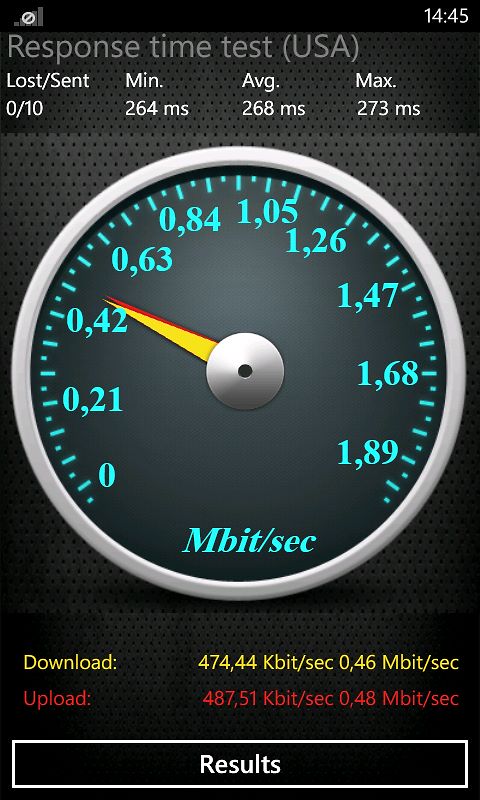 14:45
Response time test (USA)
Lost/Sent Min. Avg. Max.
0/10 264 ms 268 ms 273 ms
0,84 1,05
0,63 1,26
0,42 1,47
0,21 1,68
0 1,89
Mbit/sec
Download: 474,44 Kbit/sec 0,46 Mbit/sec
Upload: 487,51 Kbit/sec 0,48 Mbit/sec
Results